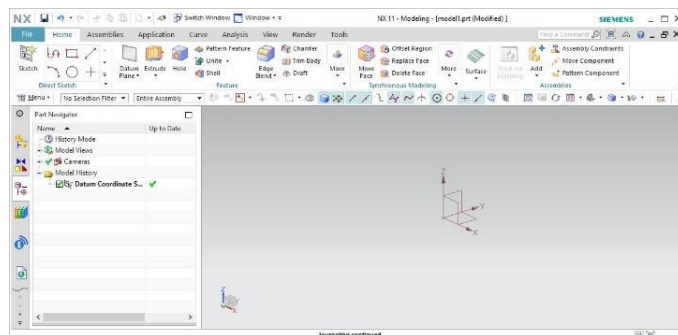 NX Switch Window Window NX 11 - Modeling - [model1.prt (Modified) ] SIEMENS
File Home Assemblies Application Curve Analysis View Render Tools Find a Command
Sketch Datum Plane Extrude Hole Pattern Feature Unite Shell Edge Blend Chamfer Trim Body Draft More Move Face Offset Region Replace Face Delete Face More Surface Add Assembly Constraints Move Component Pattern Component
Direct Sketch Feature Synchronous Modeling Assemblies
Menu No Selection Filter Entire Assembly
Part Navigator
Name Up to Date
History Mode
Model Views
Cameras
Model History
Datum Coordinate S...
Z
Y
X
Z
X
Journaling continued